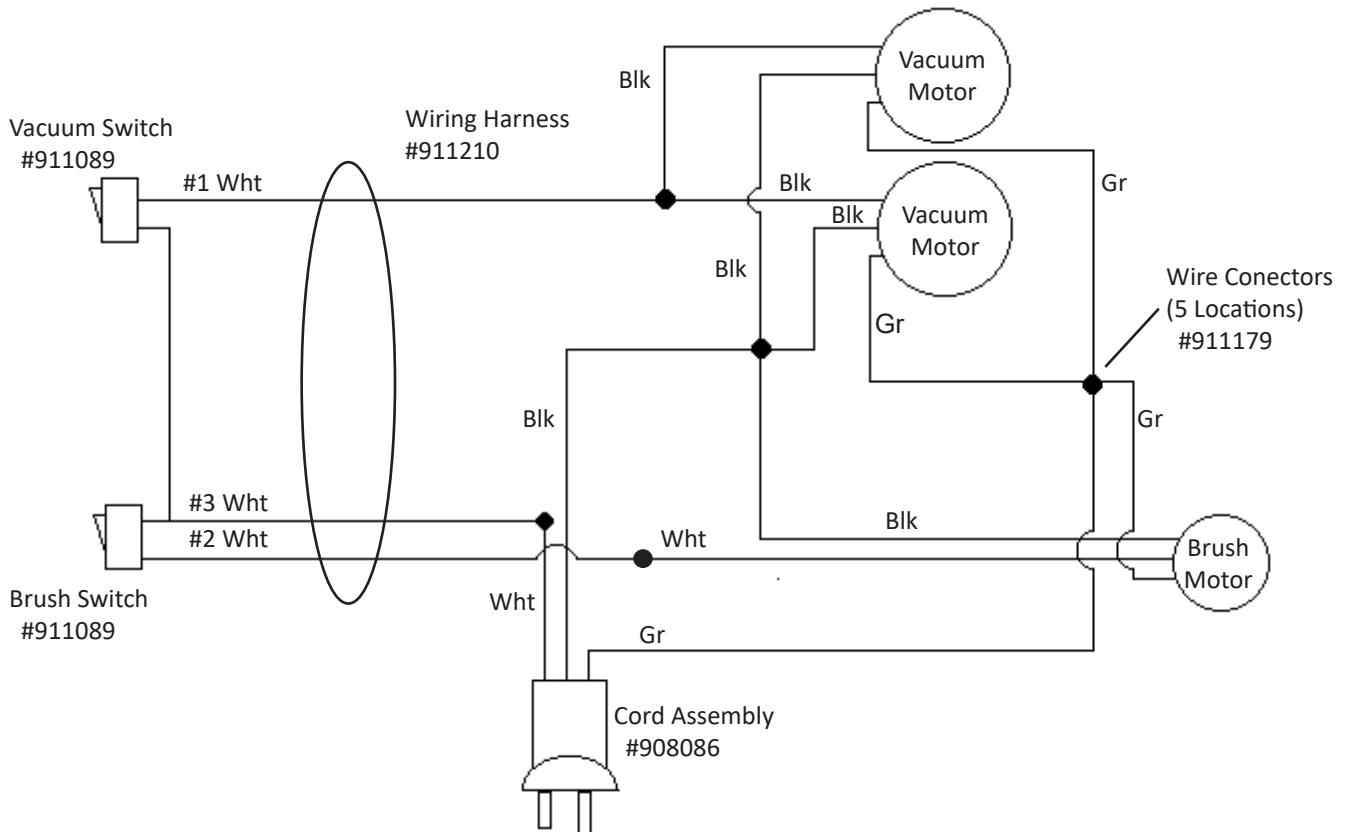 Vacuum
Motor
Blk
Wiring Harness
#911210
Vacuum Switch
#911089
#1 Wht
Blk
Gr
Blk
Vacuum
Motor
Blk
Wire Conectors
(5 Locations)
#911179
Gr
Blk
Gr
#3 Wht
#2 Wht
Blk
Wht
Brush
Motor
Brush Switch
#911089
Wht
Gr
Cord Assembly
#908086